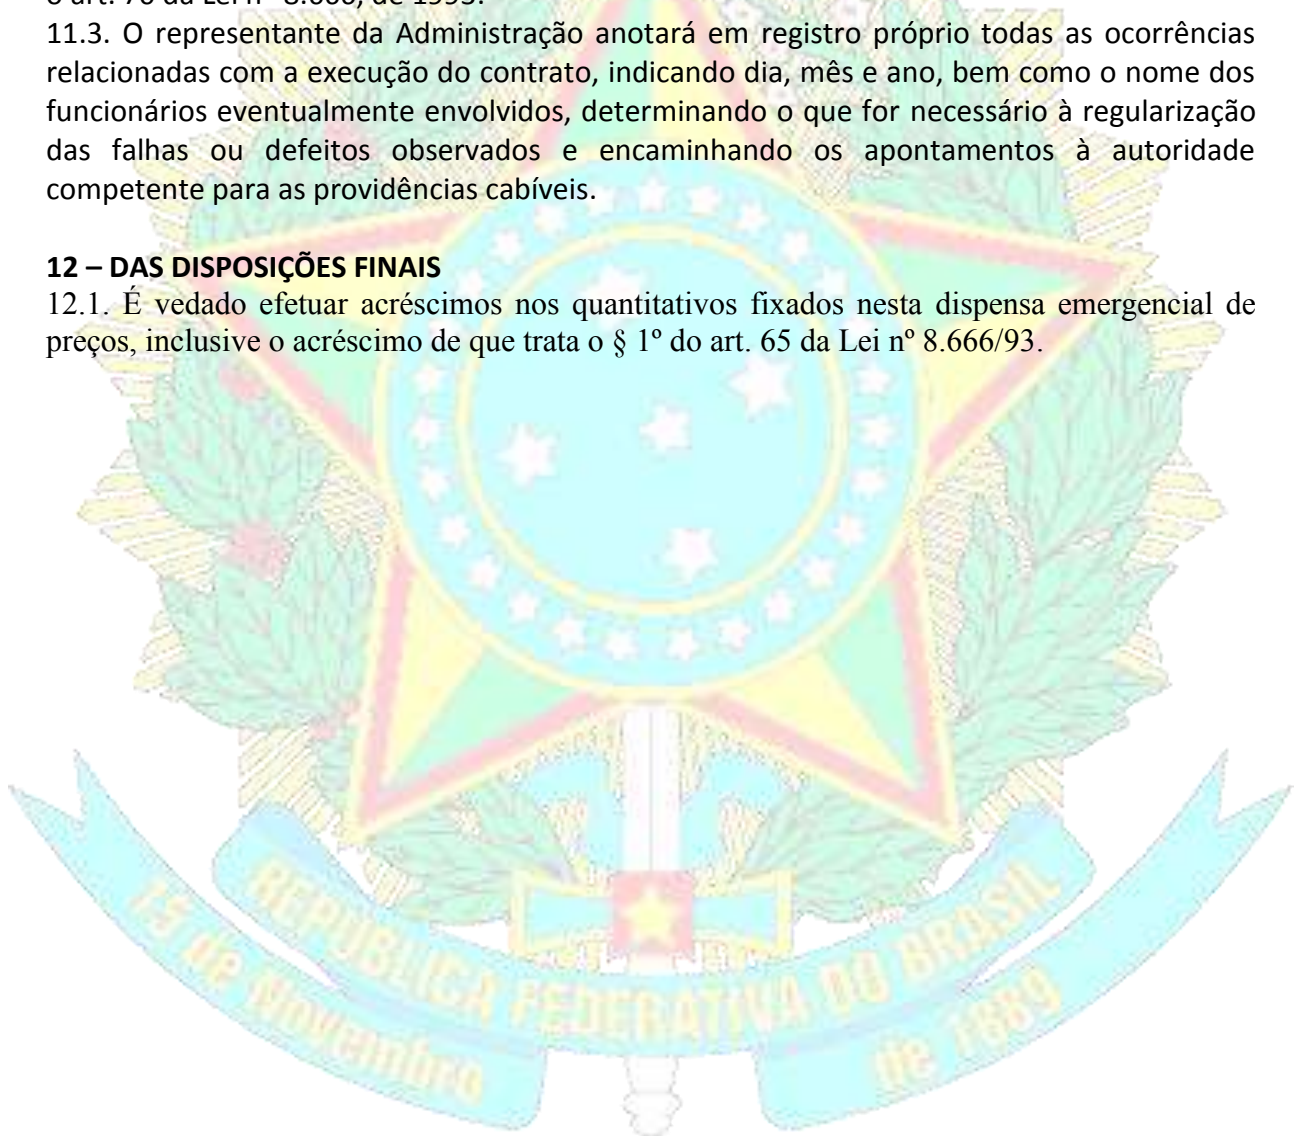 11.3. O representante da Administração anotará em registro próprio todas as ocorrências
relacionadas com a execução do contrato, indicando dia, mês e ano, bem como o nome dos
funcionários eventualmente envolvidos, determinando o que for necessário à regularização
das falhas ou defeitos observados e encaminhando os apontamentos à autoridade
competente para as providências cabíveis.
12 – DAS DISPOSIÇÕES FINAIS
12.1. É vedado efetuar acréscimos nos quantitativos fixados nesta dispensa emergencial de
preços, inclusive o acréscimo de que trata o § 1º do art. 65 da Lei nº 8.666/93.
REPÚBLICA FEDERATIVA DO BRASIL
15 de Novembro
de 1889